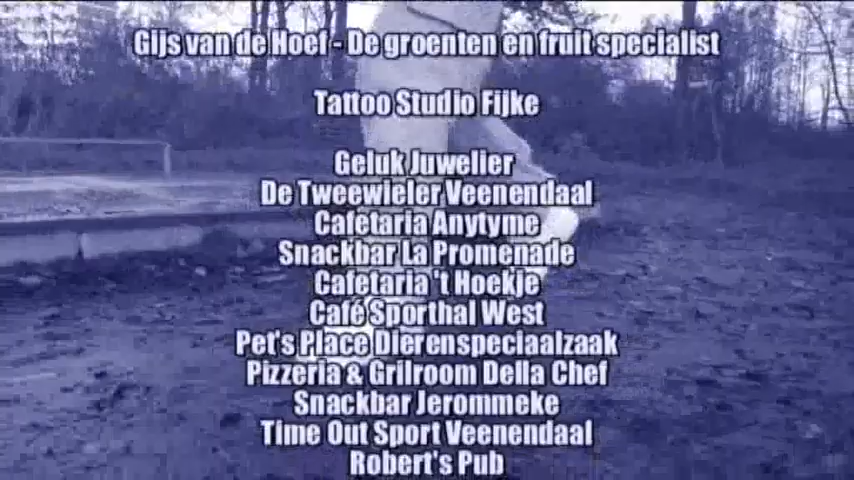 Gijs van de Hoef - De groenten en fruit specialist
Tattoo Studio Fijke
Geluk Juwelier
De Tweewieler Veenendaal
Cafetaria Anytyme
Snackbar La Promenade
Cafetaria 't Hoekje
Café Sporthal West
Pet's Place Dierenspeciaalzaak
Pizzeria & Grilroom Della Chef
Snackbar Jerommeke
Time Out Sport Veenendaal
Robert's Pub